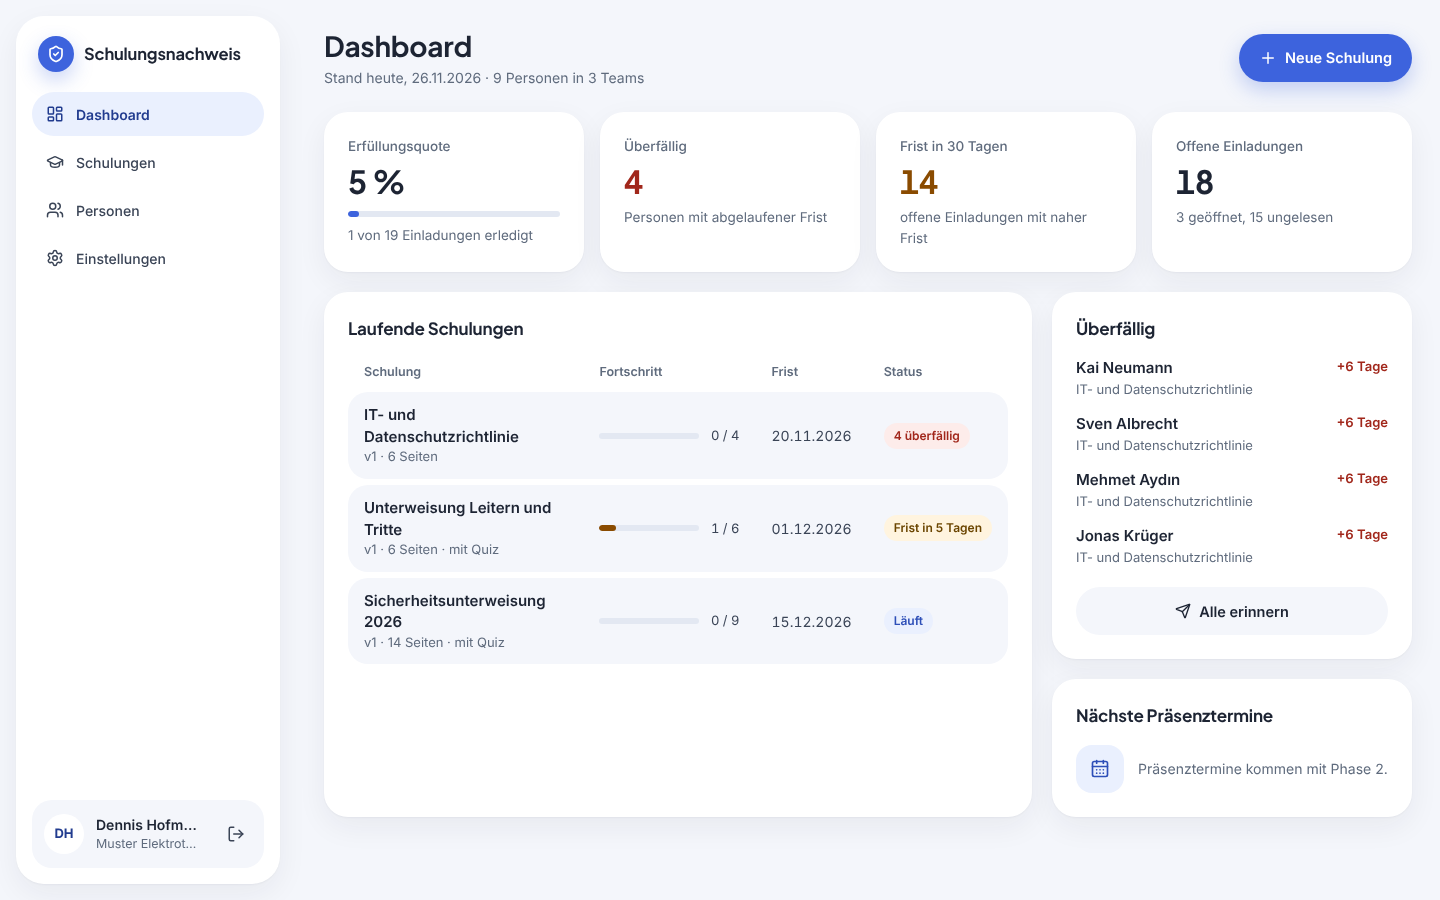 Schulungsnachweis
Dashboard
Schulungen
Personen
Einstellungen
Dennis Hofm...
Muster Elektrot...
Dashboard
Stand heute, 26.11.2026 · 9 Personen in 3 Teams
Neue Schulung
Erfüllungsquote
5 %
1 von 19 Einladungen erledigt
Überfällig
4
Personen mit abgelaufener Frist
Frist in 30 Tagen
14
offene Einladungen mit naher
Frist
Offene Einladungen
18
3 geöffnet, 15 ungelesen
Laufende Schulungen
Schulung Fortschritt Frist Status
IT- und
Datenschutzrichtlinie
v1 · 6 Seiten
0 / 4
20.11.2026
4 überfällig
Unterweisung Leitern und
Tritte
v1 · 6 Seiten · mit Quiz
1 / 6
01.12.2026
Frist in 5 Tagen
Sicherheitsunterweisung
2026
v1 · 14 Seiten · mit Quiz
0 / 9
15.12.2026
Läuft
Überfällig
Kai Neumann +6 Tage
IT- und Datenschutzrichtlinie
Sven Albrecht +6 Tage
IT- und Datenschutzrichtlinie
Mehmet Aydın +6 Tage
IT- und Datenschutzrichtlinie
Jonas Krüger +6 Tage
IT- und Datenschutzrichtlinie
Alle erinnern
Nächste Präsenztermine
Präsenztermine kommen mit Phase 2.